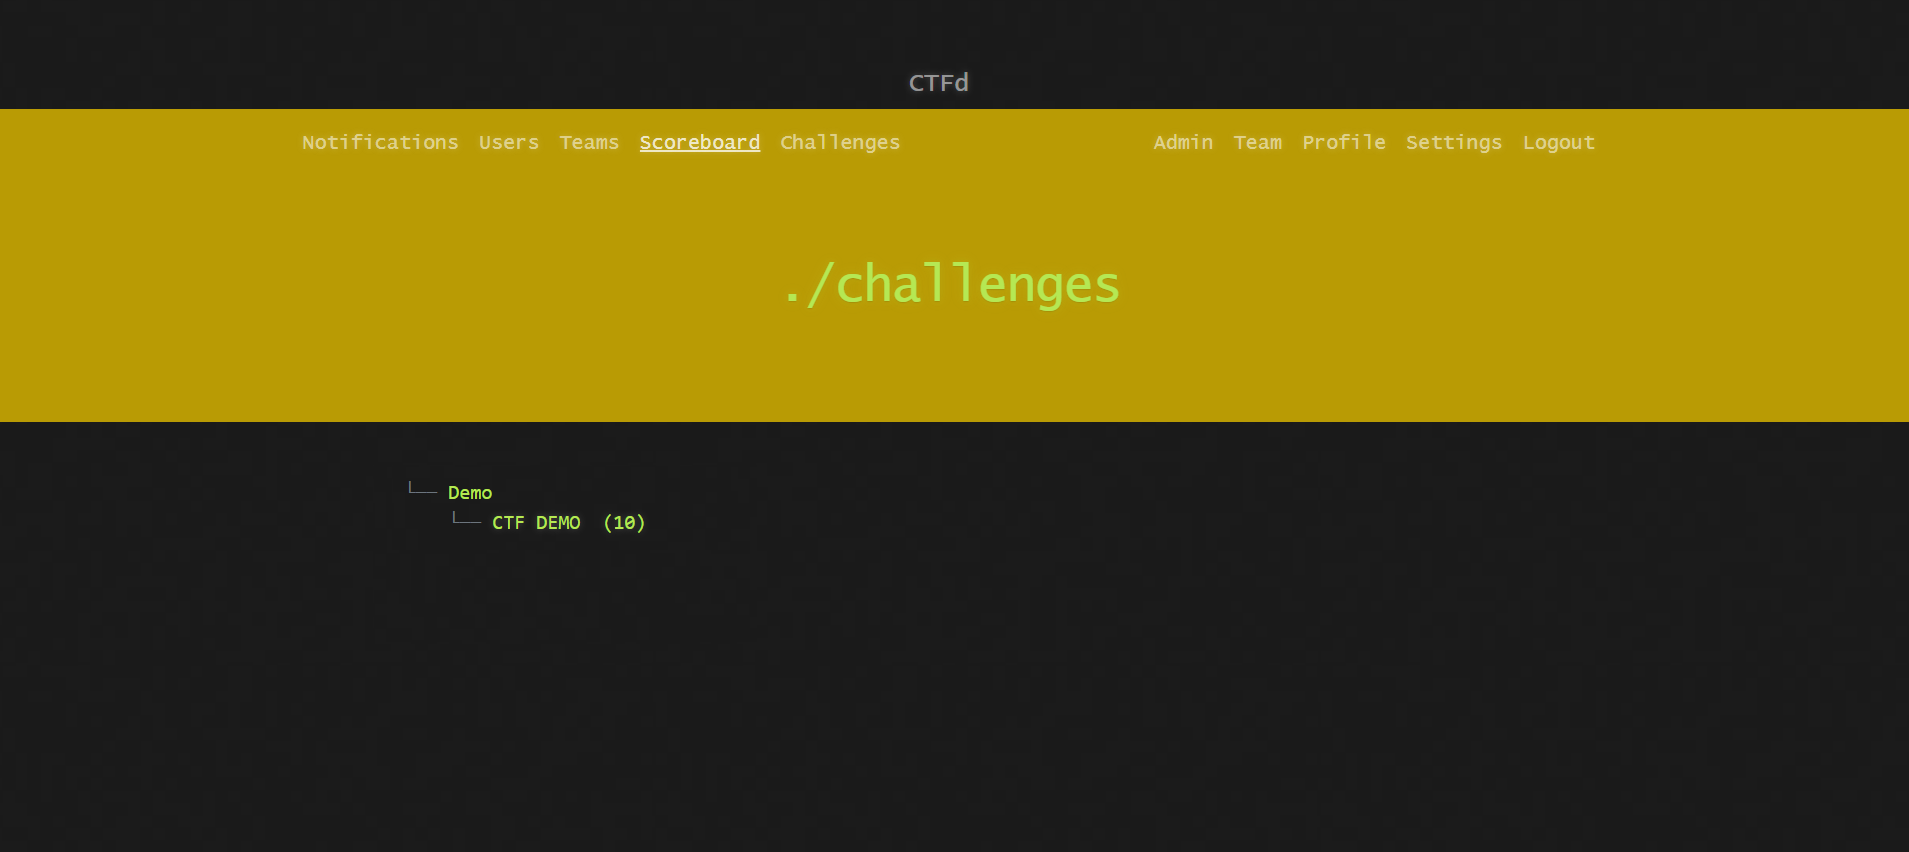 CTFd
Notifications Users Teams Scoreboard Challenges Admin Team Profile Settings Logout
./challenges
└── Demo
└── CTF DEMO (10)